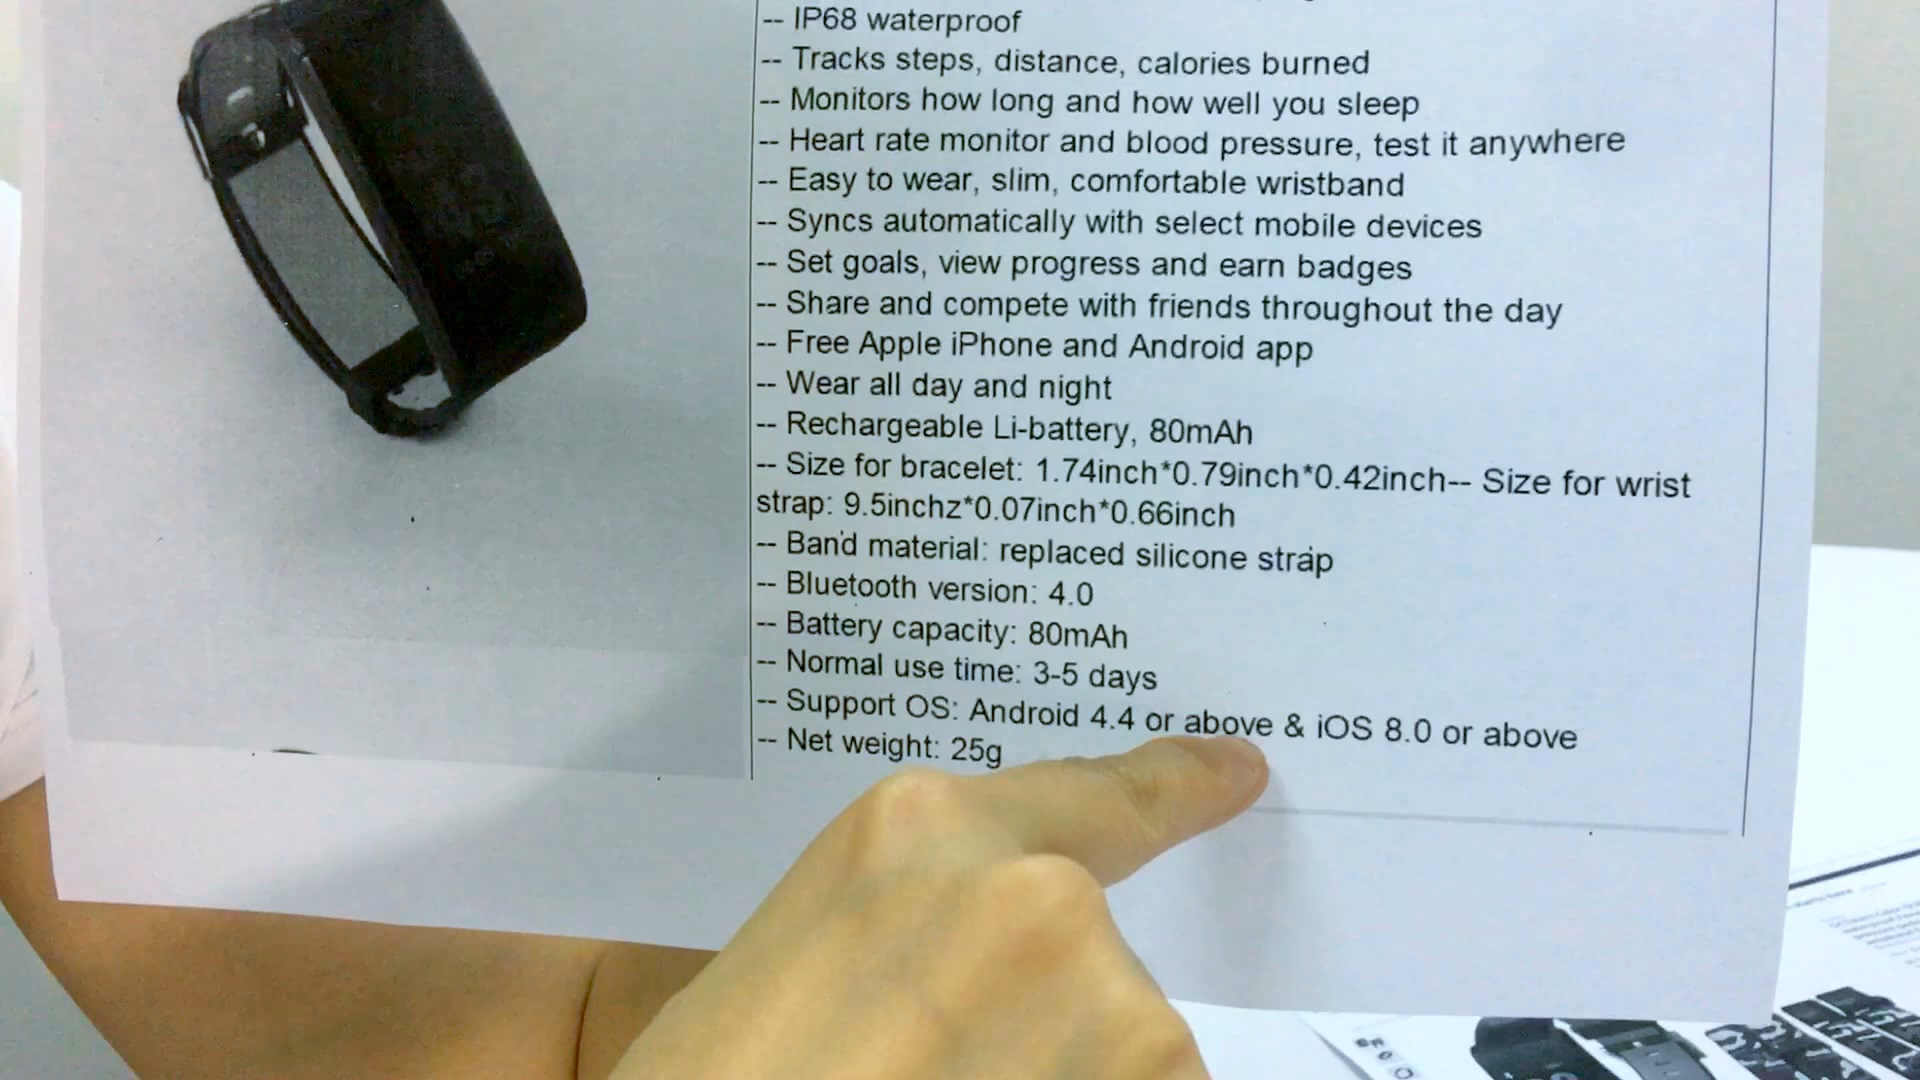 -- IP68 waterproof
-- Tracks steps, distance, calories burned
-- Monitors how long and how well you sleep
-- Heart rate monitor and blood pressure, test it anywhere
-- Easy to wear, slim, comfortable wristband
-- Syncs automatically with select mobile devices
-- Set goals, view progress and earn badges
-- Share and compete with friends throughout the day
-- Free Apple iPhone and Android app
-- Wear all day and night
-- Rechargeable Li-battery, 80mAh
-- Size for bracelet: 1.74inch*0.79inch*0.42inch-- Size for wrist
strap: 9.5inchz*0.07inch*0.66inch
-- Band material: replaced silicone strap
-- Bluetooth version: 4.0
-- Battery capacity: 80mAh
-- Normal use time: 3-5 days
-- Support OS: Android 4.4 or above & iOS 8.0 or above
-- Net weight: 25g